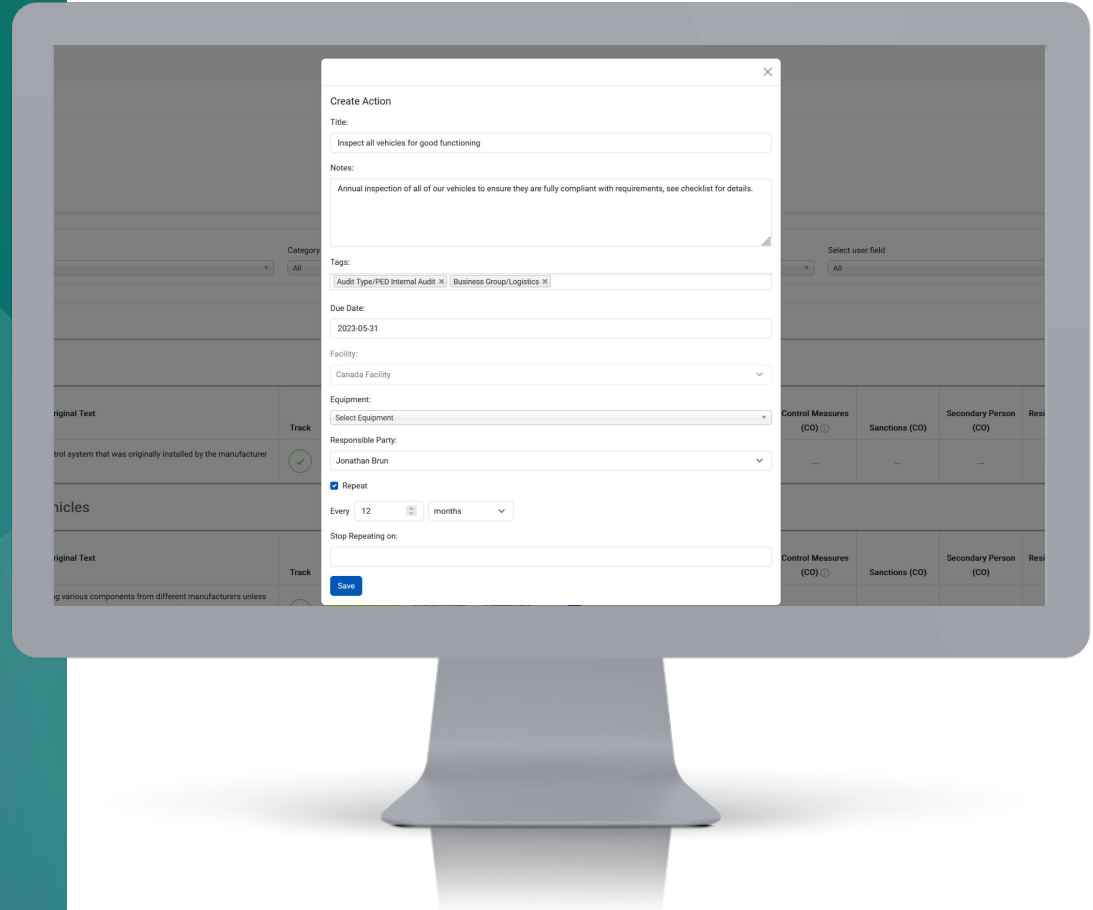 Create Action
Title:
Inspect all vehicles for good functioning
Notes:
Annual inspection of all of our vehicles to ensure they are fully compliant with requirements, see checklist for details.
Tags:
Audit Type/PED Internal Audit × Business Group/Logistics ×
Due Date:
2023-05-31
Facility:
Canada Facility
Equipment:
Select Equipment
Responsible Party:
Jonathan Brun
Repeat
Every 12 months
Stop Repeating on:
Save
Category
All
Select user field
All
Original Text
Track
Control Measures (CO)
Sanctions (CO)
Secondary Person (CO)
trol system that was originally installed by the manufacturer
... ... ...
hicles
Original Text
Track
Control Measures (CO)
Sanctions (CO)
Secondary Person (CO)
various components from different manufacturers unless